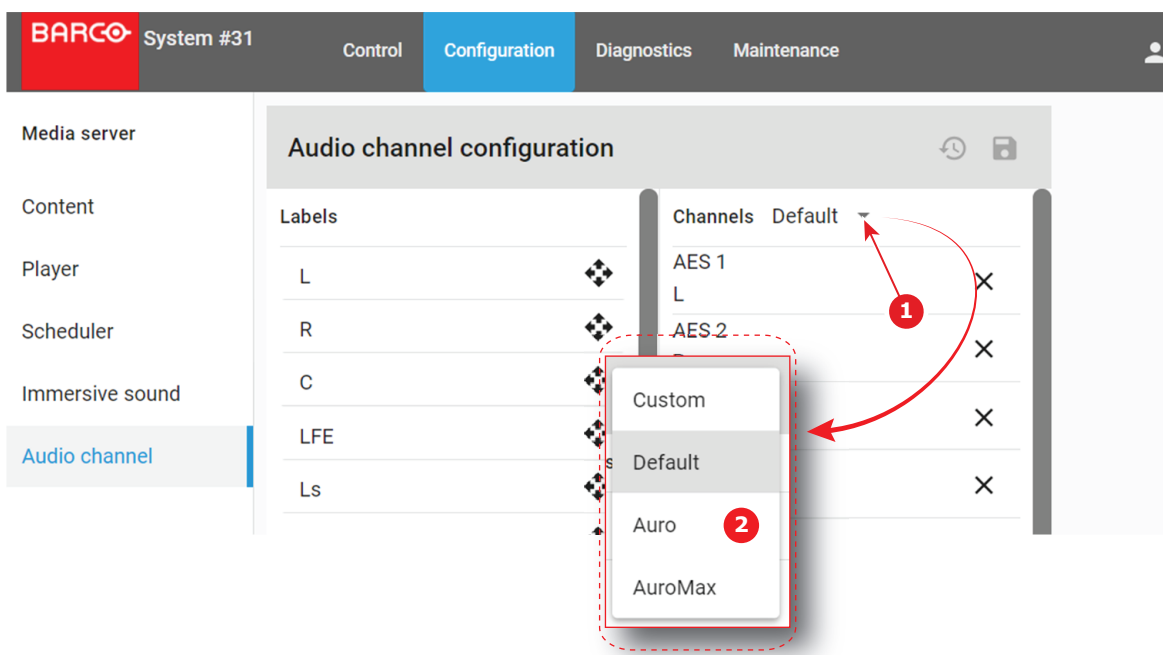 BARCO System #31 Control Configuration Diagnostics Maintenance
Media server
Content
Player
Scheduler
Immersive sound
Audio channel
Audio channel configuration
Labels
L
R
C
LFE
Ls
Channels Default
AES 1
L
AES 2
1
Custom
Default
Auro
AuroMax
2